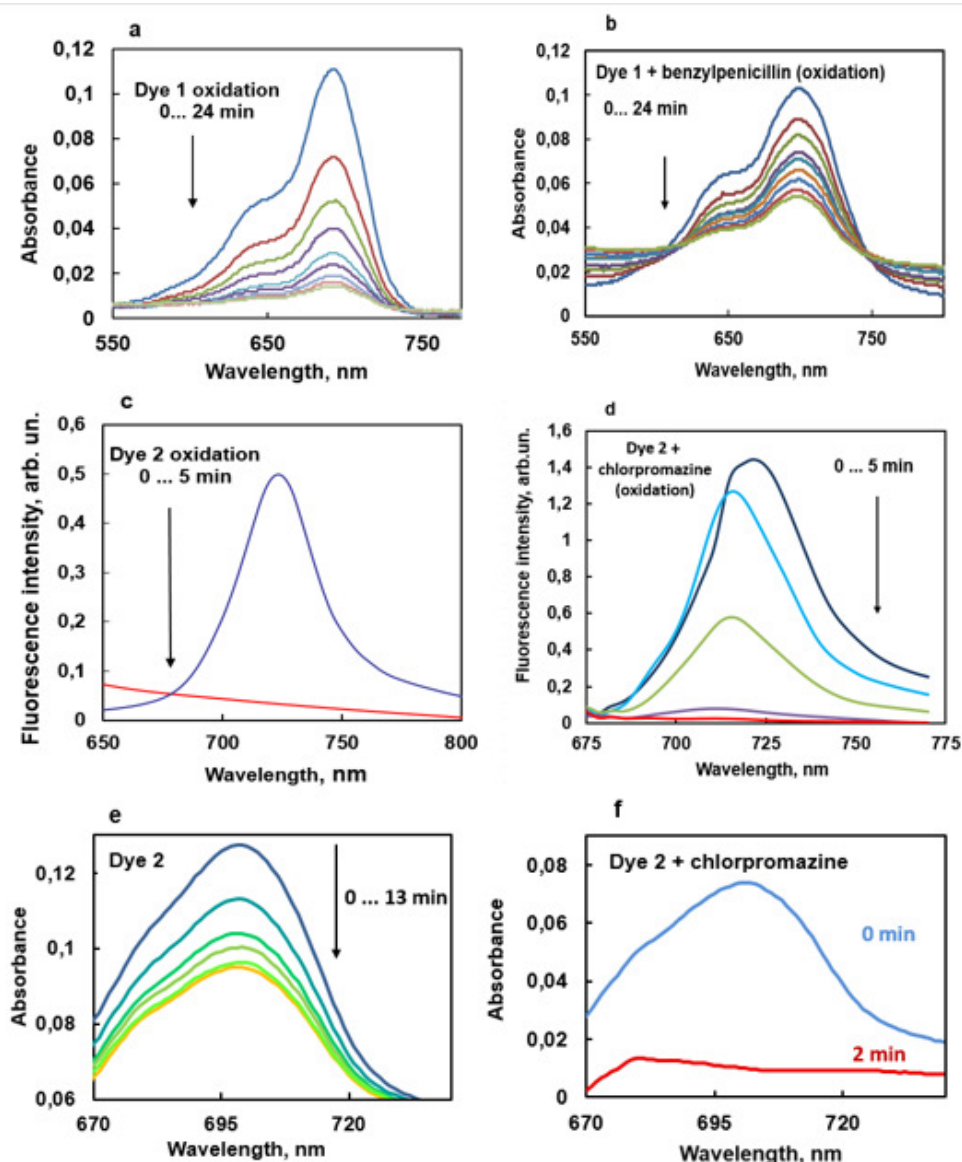 a
0,12
0,1
0,08
0,06
0,04
0,02
0
Absorbance
Dye 1 oxidation
0... 24 min
550
650
750
Wavelength, nm
b
0,12
0,1
0,08
0,06
0,04
0,02
0
Absorbance
Dye 1 + benzylpenicillin (oxidation)
0... 24 min
550
650
750
Wavelength, nm
c
0,6
0,5
0,4
0,3
0,2
0,1
0
Fluorescence intensity, arb. un.
Dye 2 oxidation
0 ... 5 min
650
700
750
800
Wavelength, nm
d
1,6
1,4
1,2
1
0,8
0,6
0,4
0,2
0
Fluorescence intensity, arb.un.
Dye 2 +
chlorpromazine
(oxidation)
0 ... 5 min
675
700
725
750
775
Wavelength, nm
e
0,12
0,1
0,08
0,06
Absorbance
Dye 2
0 ... 13 min
670
695
720
Wavelength, nm
f
0,08
0,06
0,04
0,02
0
Absorbance
Dye 2 + chlorpromazine
0 min
2 min
670
695
720
Wavelength, nm